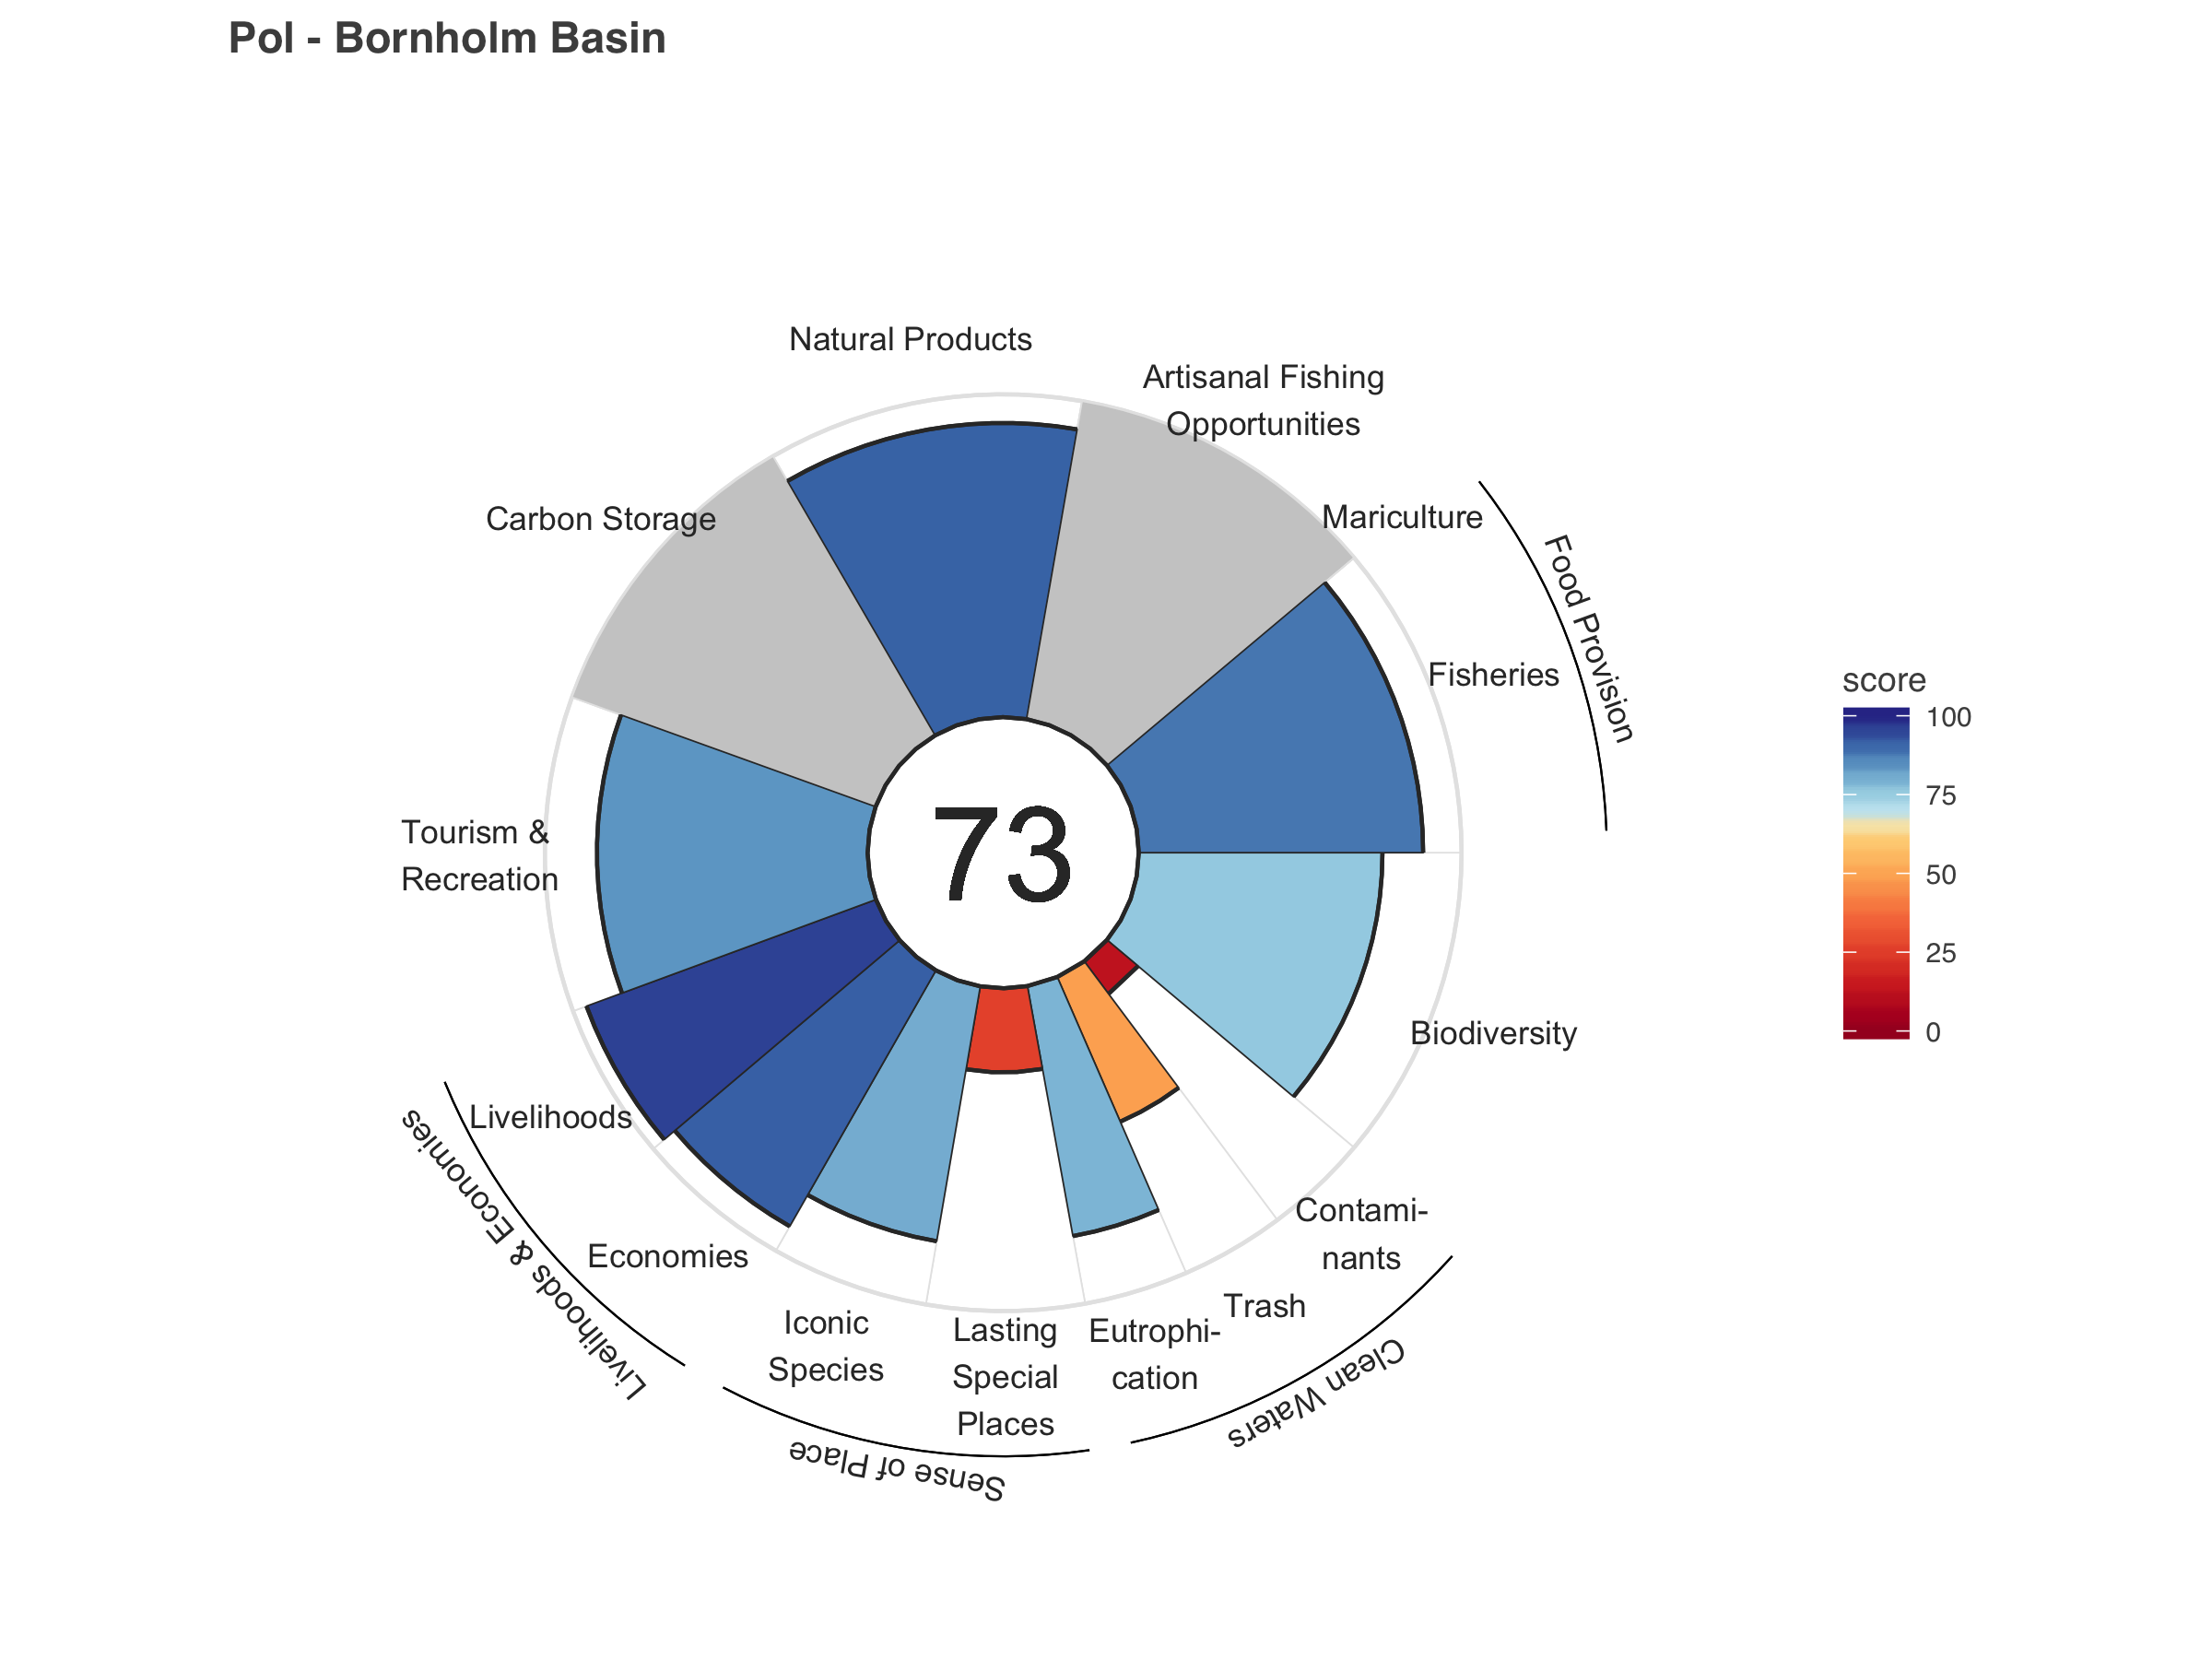 Pol - Bornholm Basin
Natural Products
Artisanal Fishing
Opportunities
Carbon Storage
Mariculture
Food Provision
Fisheries
score
100
75
50
25
0
73
Tourism &
Recreation
Biodiversity
Livelihoods
Livelihoods & Economies
Economies
Contami-
nants
Trash
Iconic
Species
Lasting
Special
Places
Eutrophi-
cation
Clean Waters
Sense of Place